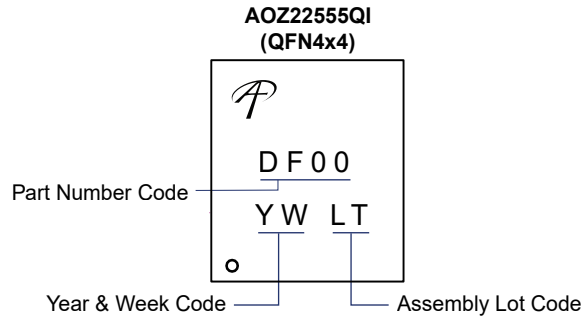 AOZ22555QI
(QFN4x4)
DF00
Part Number Code
YW LT
Year & Week Code
Assembly Lot Code